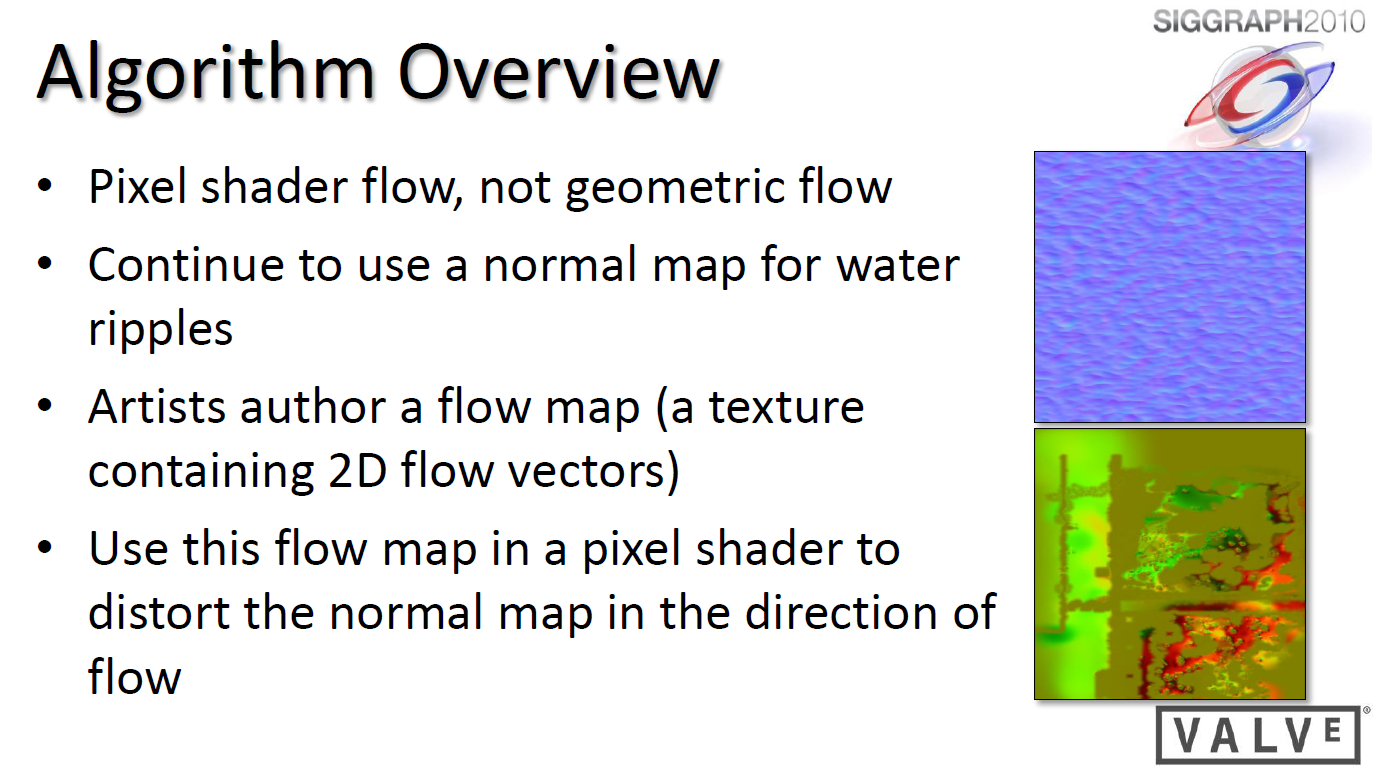 SIGGRAPH2010
Algorithm Overview
• Pixel shader flow, not geometric flow
• Continue to use a normal map for water
ripples
• Artists author a flow map (a texture
containing 2D flow vectors)
• Use this flow map in a pixel shader to
distort the normal map in the direction of
flow
VALVE®